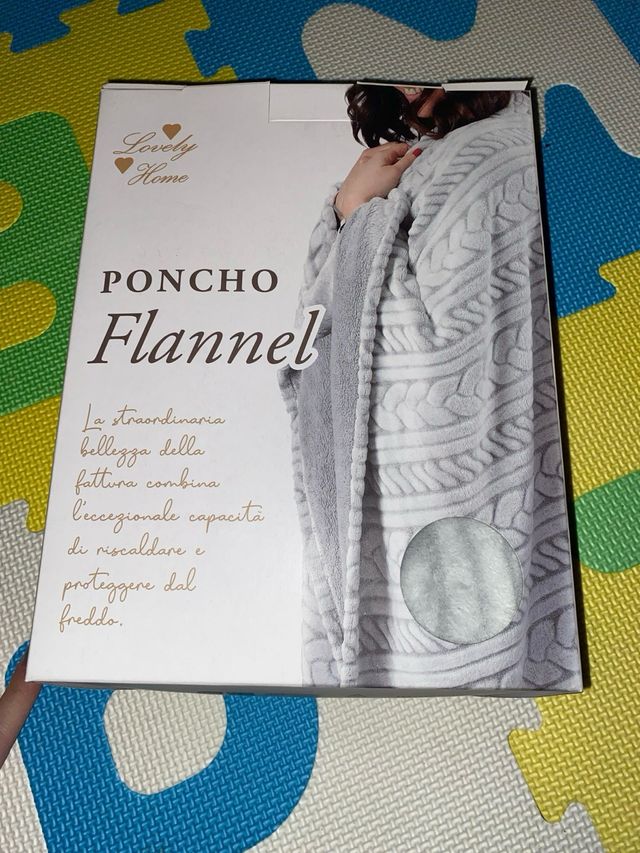 Lovely
Home
PONCHO
Flannel
La straordinaria
bellezza della
fattura combina
l'eccezionale capacità
di riscaldare e
proteggere dal
freddo.